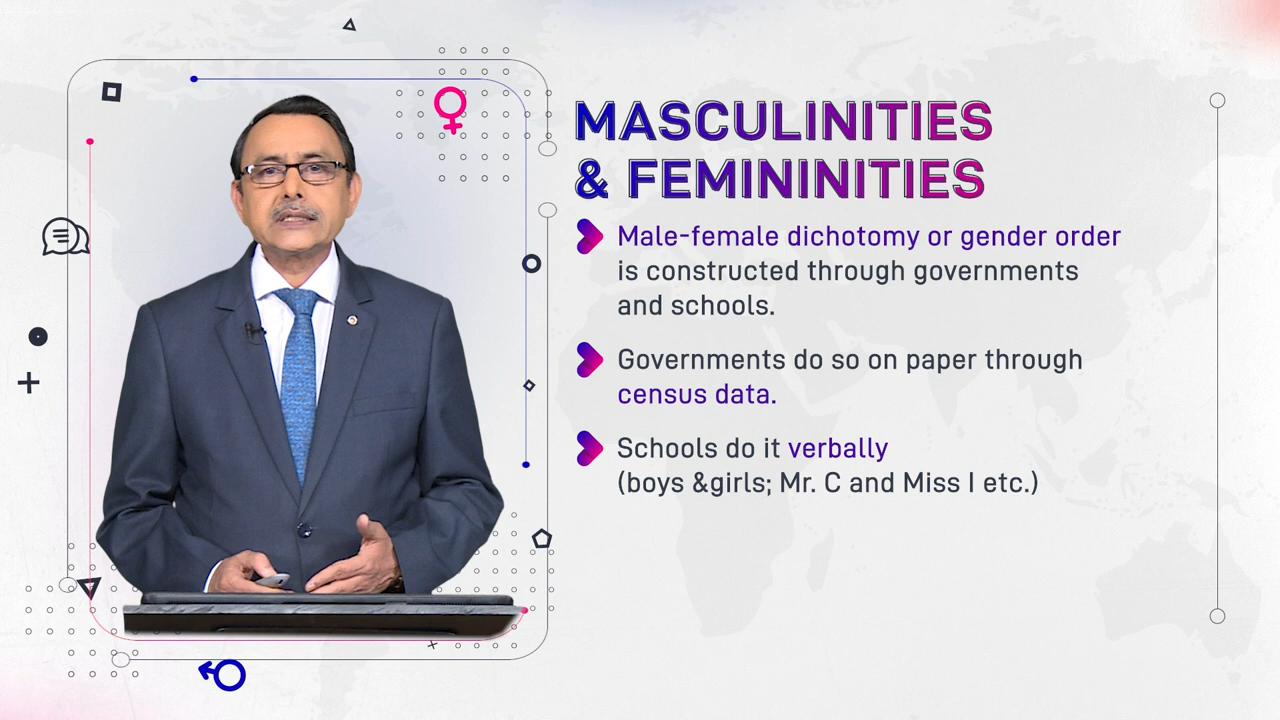 MASCULINITIES
& FEMININITIES
Male-female dichotomy or gender order
is constructed through governments
and schools.
Governments do so on paper through
census data.
Schools do it verbally
(boys &girls; Mr. C and Miss I etc.)